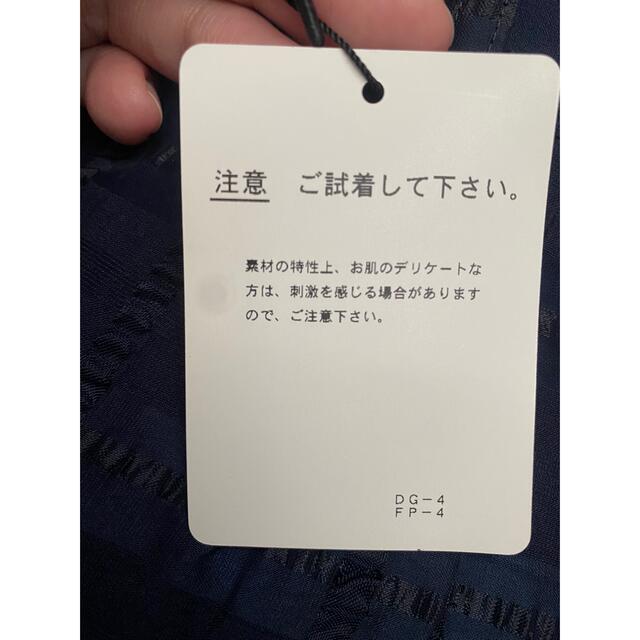 注意　ご試着して下さい。
素材の特性上、お肌のデリケートな
方は、刺激を感じる場合があります
ので、ご注意下さい。
DG－4
FP－4